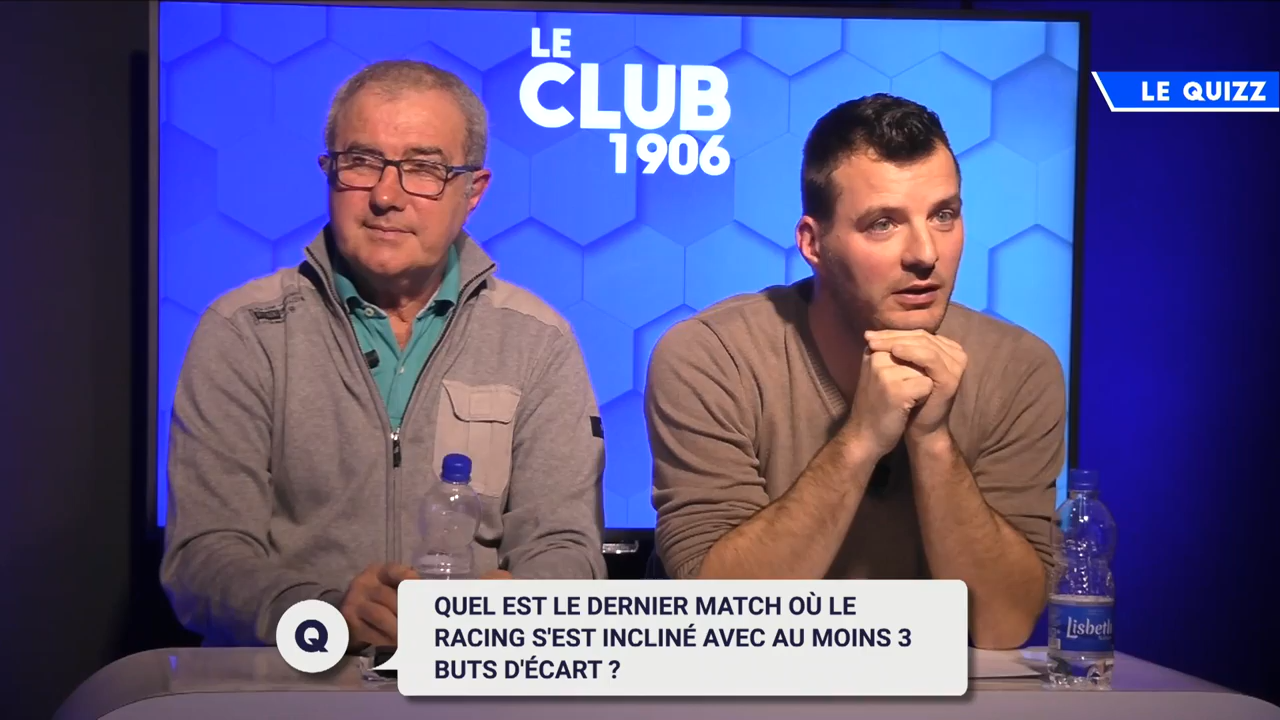 LE
CLUB
1906
LE QUIZZ
Q
QUEL EST LE DERNIER MATCH OÙ LE
RACING S'EST INCLINÉ AVEC AU MOINS 3
BUTS D'ÉCART ?
Lisbeth